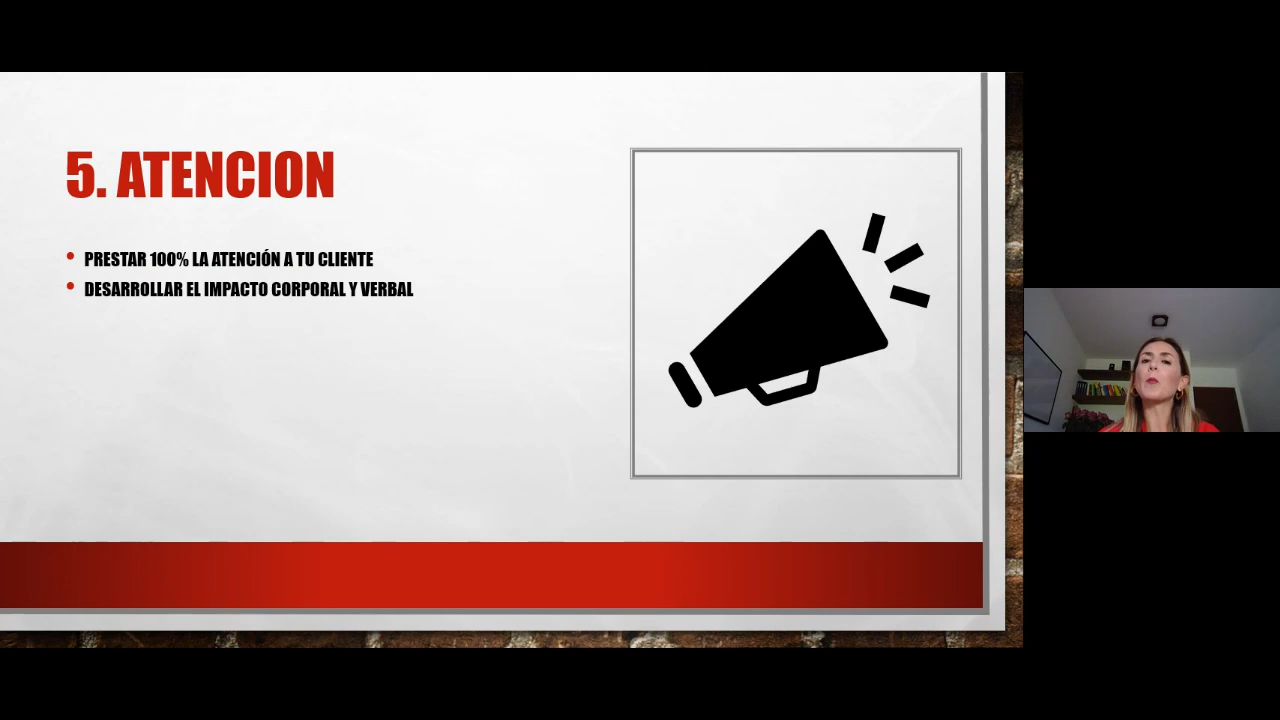 5. ATENCION
• PRESTAR 100% LA ATENCIÓN A TU CLIENTE
• DESARROLLAR EL IMPACTO CORPORAL Y VERBAL